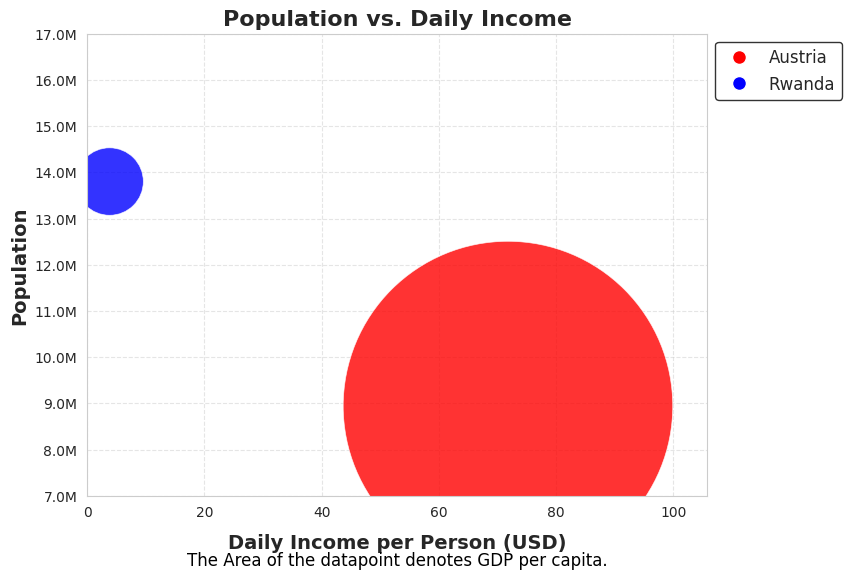 Population vs. Daily Income
17.0M
16.0M
15.0M
14.0M
13.0M
12.0M
11.0M
10.0M
9.0M
8.0M
7.0M
Population
0 20 40 60 80 100
Daily Income per Person (USD)
The Area of the datapoint denotes GDP per capita.
Austria
Rwanda